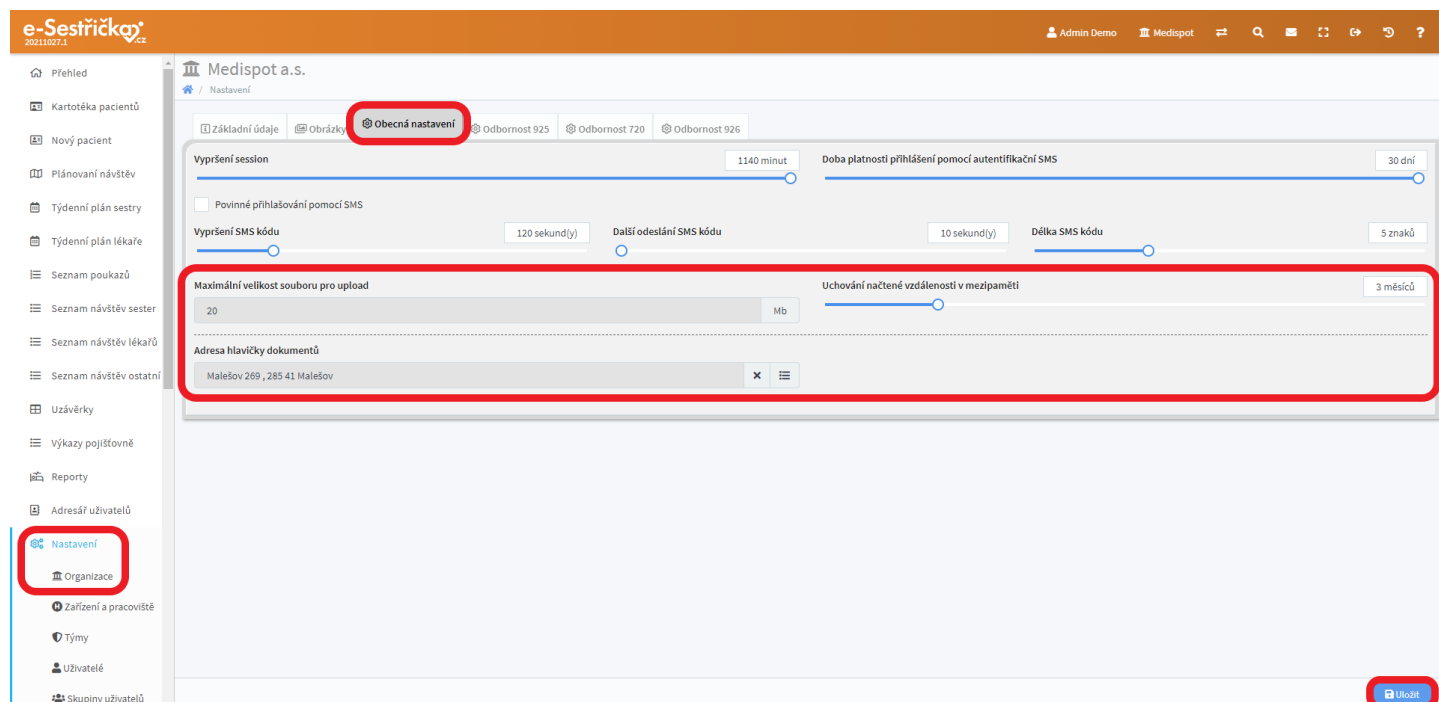 e-Sestřička.cz
20211027.1
Admin Demo
Medispot
Přehled
Kartotéka pacientů
Nový pacient
Plánovaní návštěv
Týdenní plán sestry
Týdenní plán lékaře
Seznam poukazů
Seznam návštěv sester
Seznam návštěv lékařů
Seznam návštěv ostatní
Uzávěrky
Výkazy pojišťovně
Reporty
Adresář uživatelů
Nastavení
Organizace
Zařízení a pracoviště
Týmy
Uživatelé
Skupiny uživatelů
Medispot a.s.
/ Nastavení
Základní údaje
Obrázky
Obecná nastavení
Odbornost 925
Odbornost 720
Odbornost 926
Vypršení session
1140 minut
Doba platnosti přihlášení pomocí autentifikační SMS
30 dní
Povinné přihlašování pomocí SMS
Vypršení SMS kódu
120 sekund(y)
Další odeslání SMS kódu
10 sekund(y)
Délka SMS kódu
5 znaků
Maximální velikost souboru pro upload
20
Mb
Uchování načtené vzdálenosti v mezipaměti
3 měsíců
Adresa hlavičky dokumentů
Malešov 269 , 285 41 Malešov
Uložit